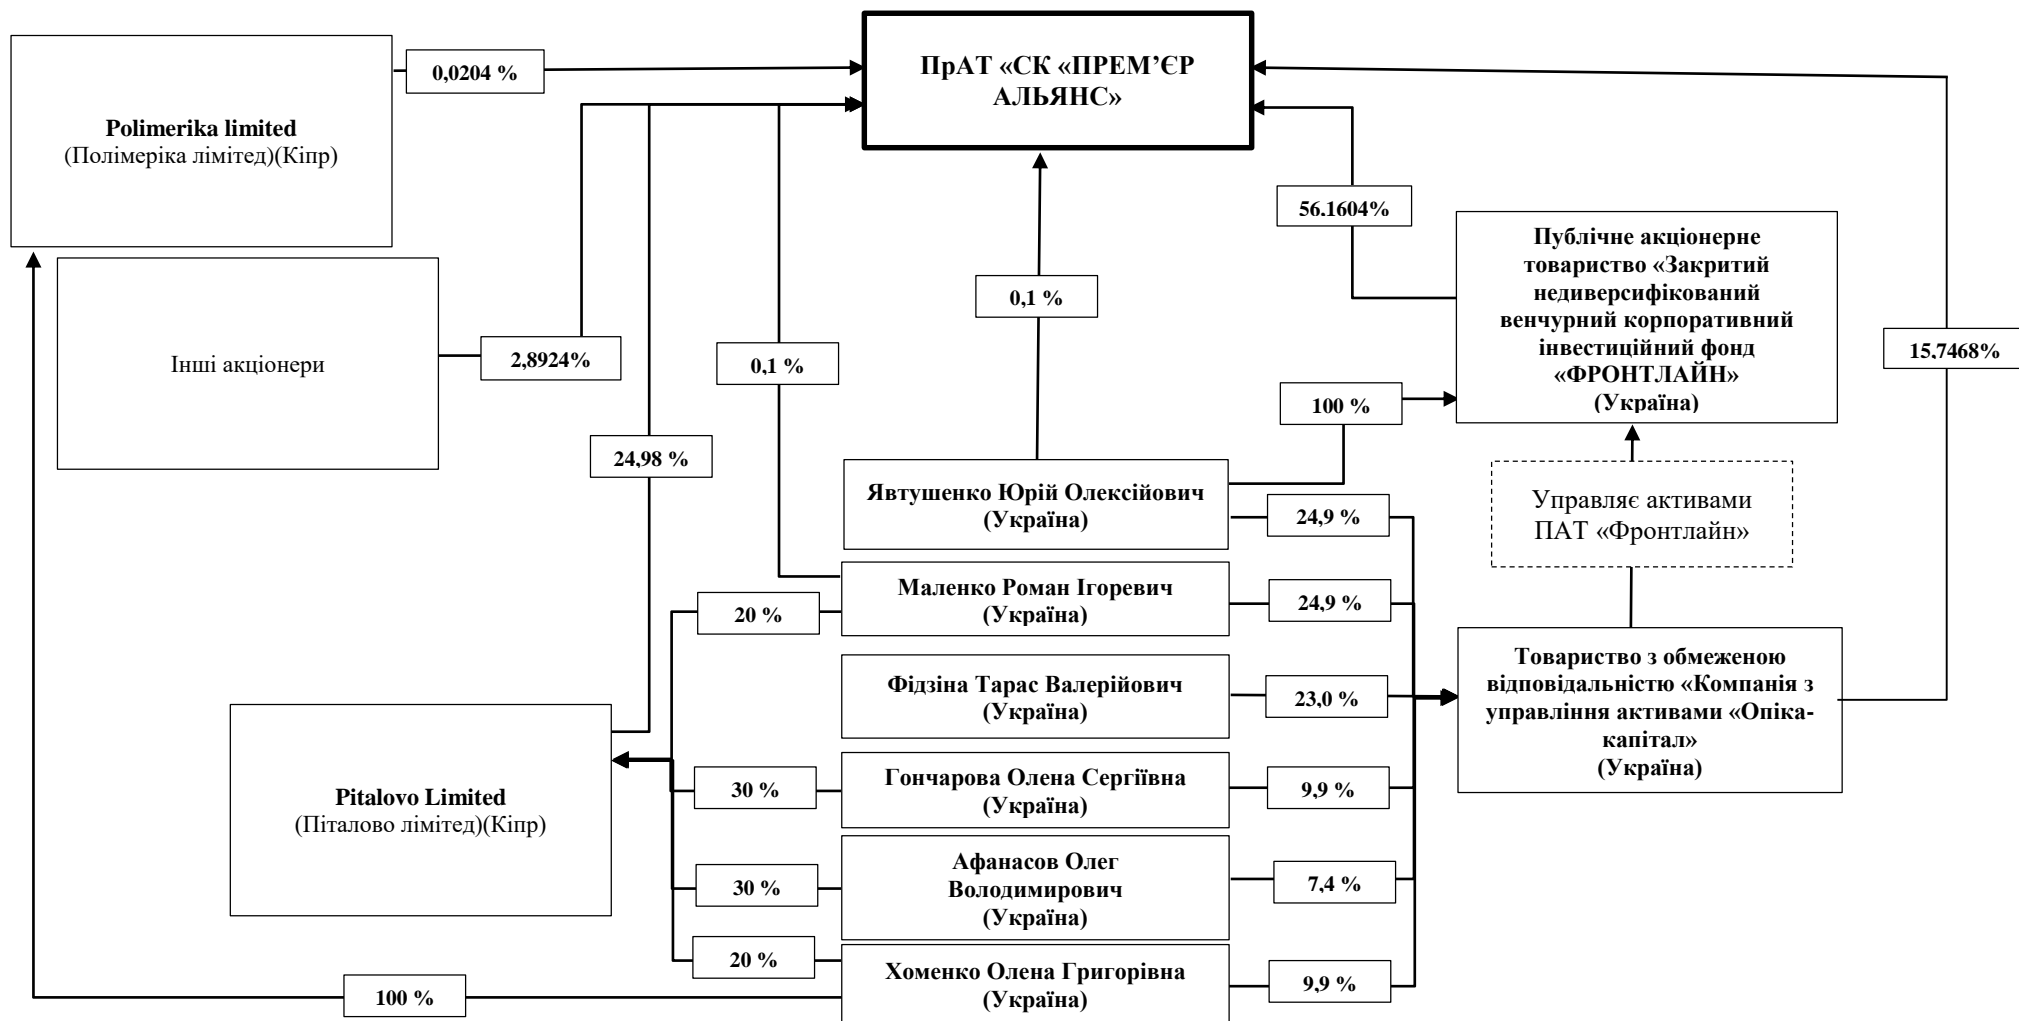 ПрАТ «СК «ПРЕМ’ЄР
АЛЬЯНС»
0,0204 %
Polimerika limited
(Полімеріка лімітед)(Кіпр)
56,1604%
Публічне акціонерне
товариство «Закритий
недиверсифікований
венчурний корпоративний
інвестиційний фонд
«ФРОНТЛАЙН»
(Україна)
0,1 %
Інші акціонери
2,8924%
0,1 %
15,7468%
100 %
24,98 %
Явтушенко Юрій Олексійович
(Україна)
24,9 %
Управляє активами
ПАТ «Фронтлайн»
Маленко Роман Ігоревич
(Україна)
20 %
24,9 %
Фідзіна Тарас Валерійович
(Україна)
23,0 %
Товариство з обмеженою
відповідальністю «Компанія з
управління активами «Опіка-
капітал»
(Україна)
Pitalovo Limited
(Піталово лімітед)(Кіпр)
30 %
Гончарова Олена Сергіївна
(Україна)
9,9 %
30 %
Афанасов Олег
Володимирович
(Україна)
7,4 %
20 %
Хоменко Олена Григорівна
(Україна)
9,9 %
100 %